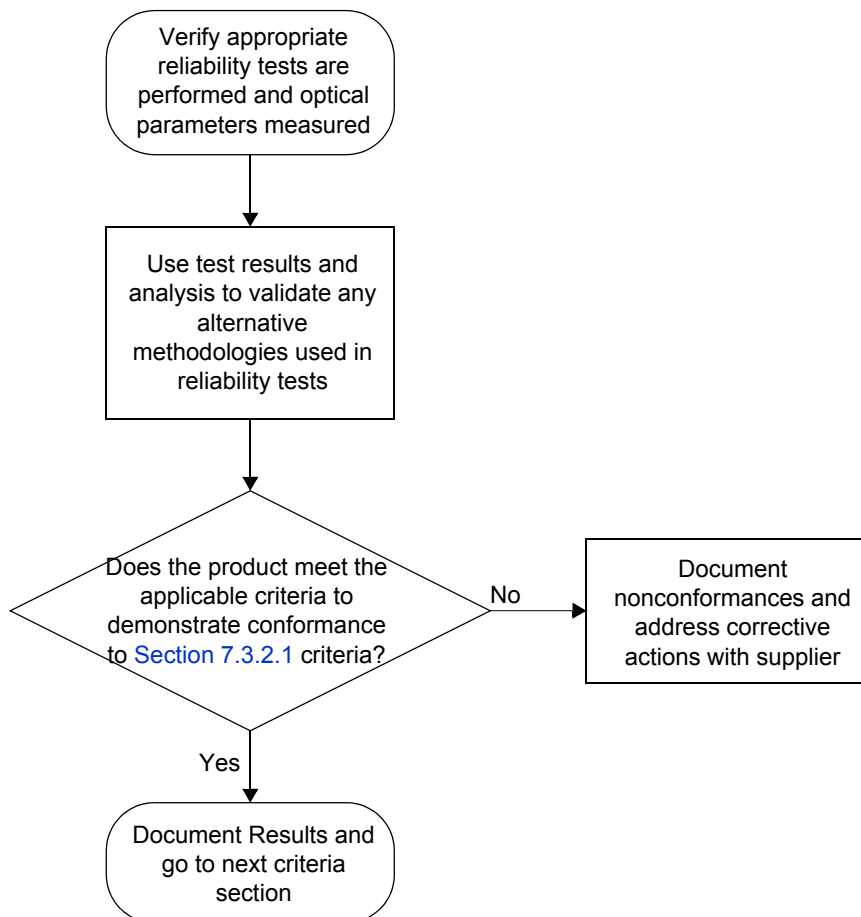 Verify appropriate
reliability tests are
performed and optical
parameters measured
Use test results and
analysis to validate any
alternative
methodologies used in
reliability tests
Does the product meet the
applicable criteria to
demonstrate conformance
to Section 7.3.2.1 criteria?
No
Document
nonconformances and
address corrective
actions with supplier
Yes
Document Results and
go to next criteria
section